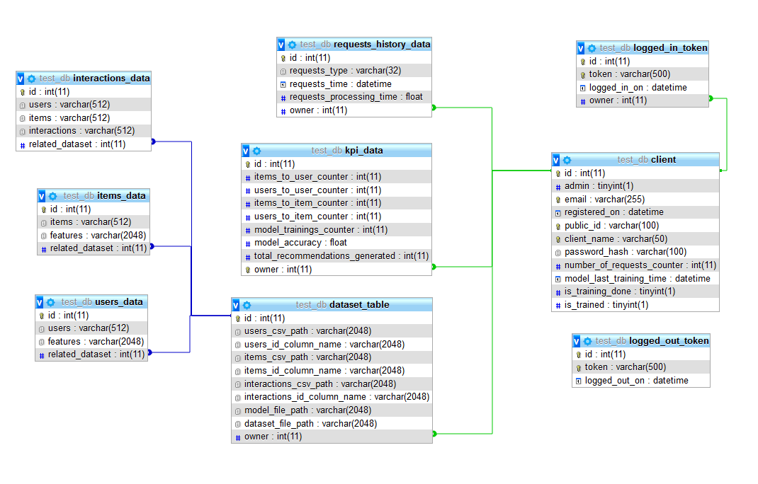 test_db interactions_data
id : int(11)
users : varchar(512)
items : varchar(512)
interactions : varchar(512)
related_dataset : int(11)
test_db items_data
id : int(11)
items : varchar(512)
features : varchar(2048)
related_dataset : int(11)
test_db users_data
id : int(11)
users : varchar(512)
features : varchar(2048)
related_dataset : int(11)
test_db requests_history_data
id : int(11)
requests_type : varchar(32)
requests_time : datetime
requests_processing_time : float
owner : int(11)
test_db kpi_data
id : int(11)
items_to_user_counter : int(11)
users_to_user_counter : int(11)
items_to_item_counter : int(11)
users_to_item_counter : int(11)
model_trainings_counter : int(11)
model_accuracy : float
total_recommendations_generated : int(11)
owner : int(11)
test_db dataset_table
id : int(11)
users_csv_path : varchar(2048)
users_id_column_name : varchar(2048)
items_csv_path : varchar(2048)
items_id_column_name : varchar(2048)
interactions_csv_path : varchar(2048)
interactions_id_column_name : varchar(2048)
model_file_path : varchar(2048)
dataset_file_path : varchar(2048)
owner : int(11)
test_db logged_in_token
id : int(11)
token : varchar(500)
logged_in_on : datetime
owner : int(11)
test_db client
id : int(11)
admin : tinyint(1)
email : varchar(255)
registered_on : datetime
public_id : varchar(100)
client_name : varchar(50)
password_hash : varchar(100)
number_of_requests_counter : int(11)
model_last_training_time : datetime
is_training_done : tinyint(1)
is_trained : tinyint(1)
test_db logged_out_token
id : int(11)
token : varchar(500)
logged_out_on : datetime